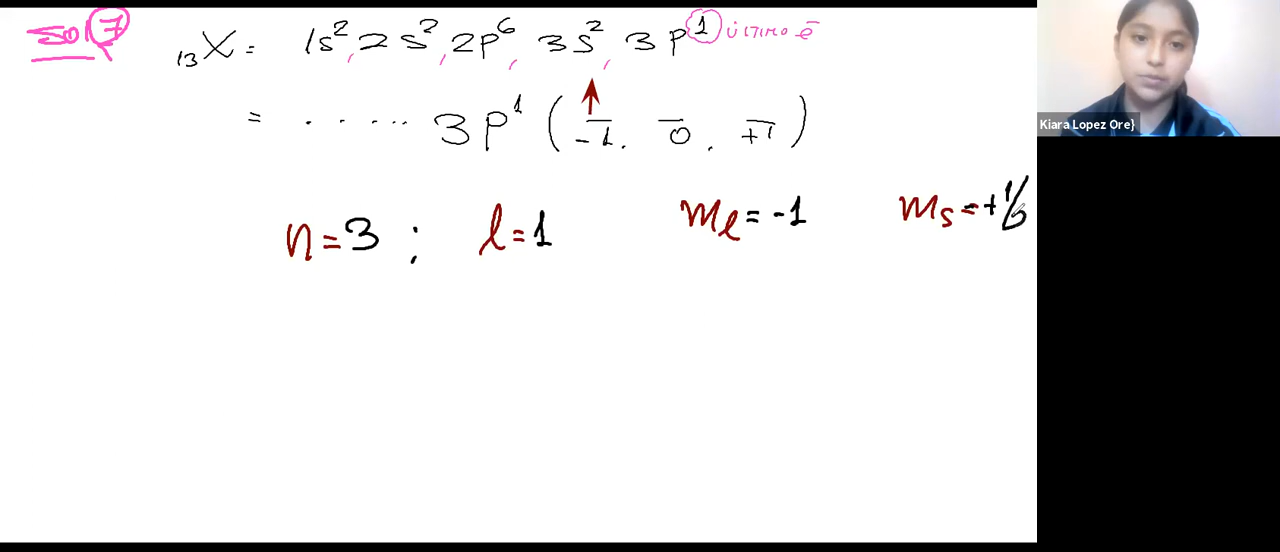 Sol 7
₁₃X = 1s², 2s², 2p⁶, 3s², 3p¹ último ē
= ........ 3p¹ ( -1, 0, +1 )
n = 3 ; l = 1 mₗ = -1 mₛ = +1/2
Kiara Lopez Ore}